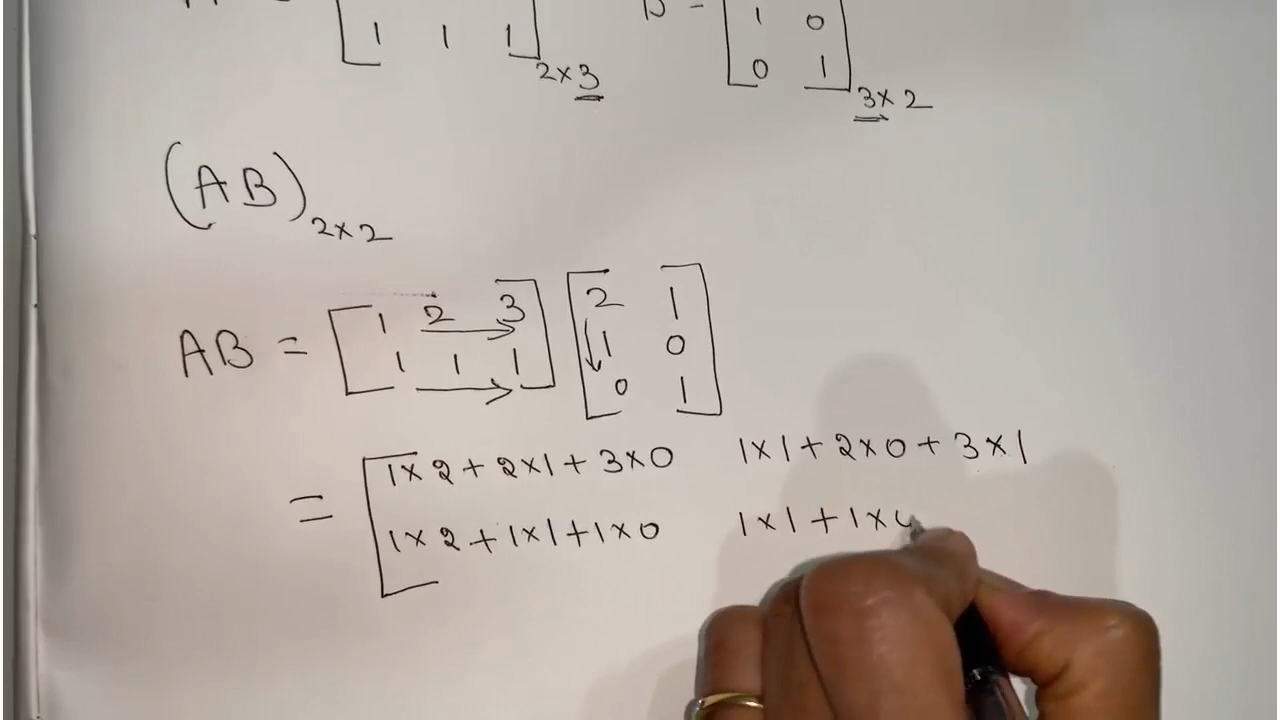 1 0
1 1 1 0 1
2×3 3×2
(AB)2×2
1 2 3 2 1
AB = 1 1 1 1 0
0 1
1×2+2×1+3×0 1×1+2×0+3×1
=
1×2+1×1+1×0 1×1+1×